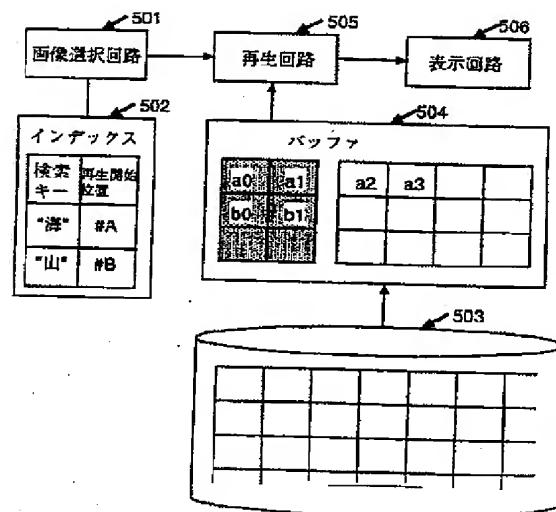 501
画像選択回路
505
再生回路
506
表示回路
502
インデックス
検索キー 再生開始位置
"海" #A
"山" #B
504
バッファ
a0 a1 a2 a3
b0 b1
503